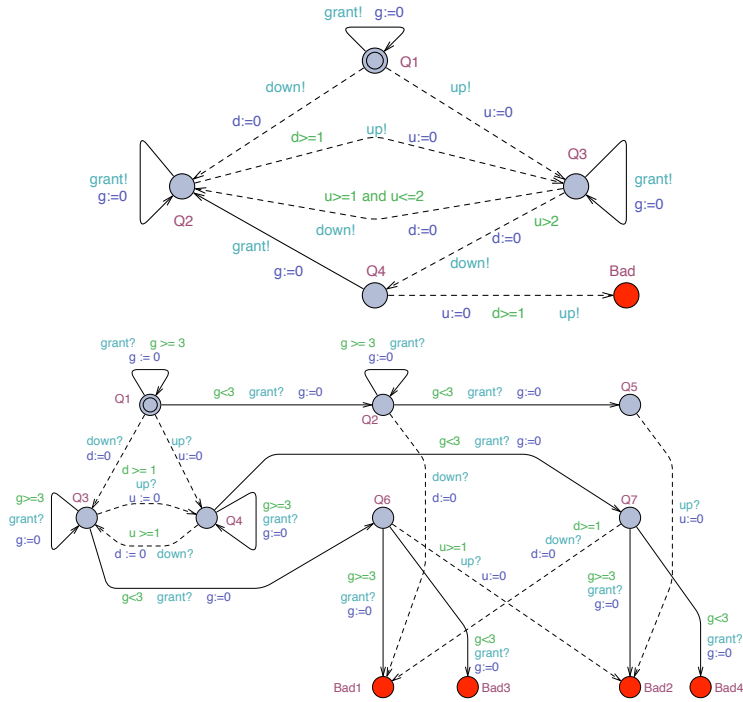 grant! g:=0
Q1
down! up!
d:=0 u:=0
d>=1 up! u:=0
Q3
grant! grant!
g:=0 g:=0
Q2
u>=1 and u<=2
u>2
down! d:=0 d:=0
grant! down!
g:=0 Q4 Bad
u:=0 d>=1 up!
grant? g >= 3
g := 0
g >= 3 grant?
g:=0
Q1
g<3 grant? g:=0
Q2
g<3 grant? g:=0
Q5
down? up?
d:=0 u:=0
g<3 grant? g:=0
d >= 1
up?
u := 0
down?
d:=0
g>=3 Q3
grant?
g:=0
Q4
g>=3
grant?
g:=0
u >=1
d := 0 down?
Q6
Q7
up?
u:=0
d>=1
down?
d:=0
u>=1
up?
u:=0
g>=3
grant?
g:=0
g>=3
grant?
g:=0
g<3 grant? g:=0
g<3
grant?
g:=0
g<3
grant?
g:=0
Bad1 Bad3 Bad2 Bad4